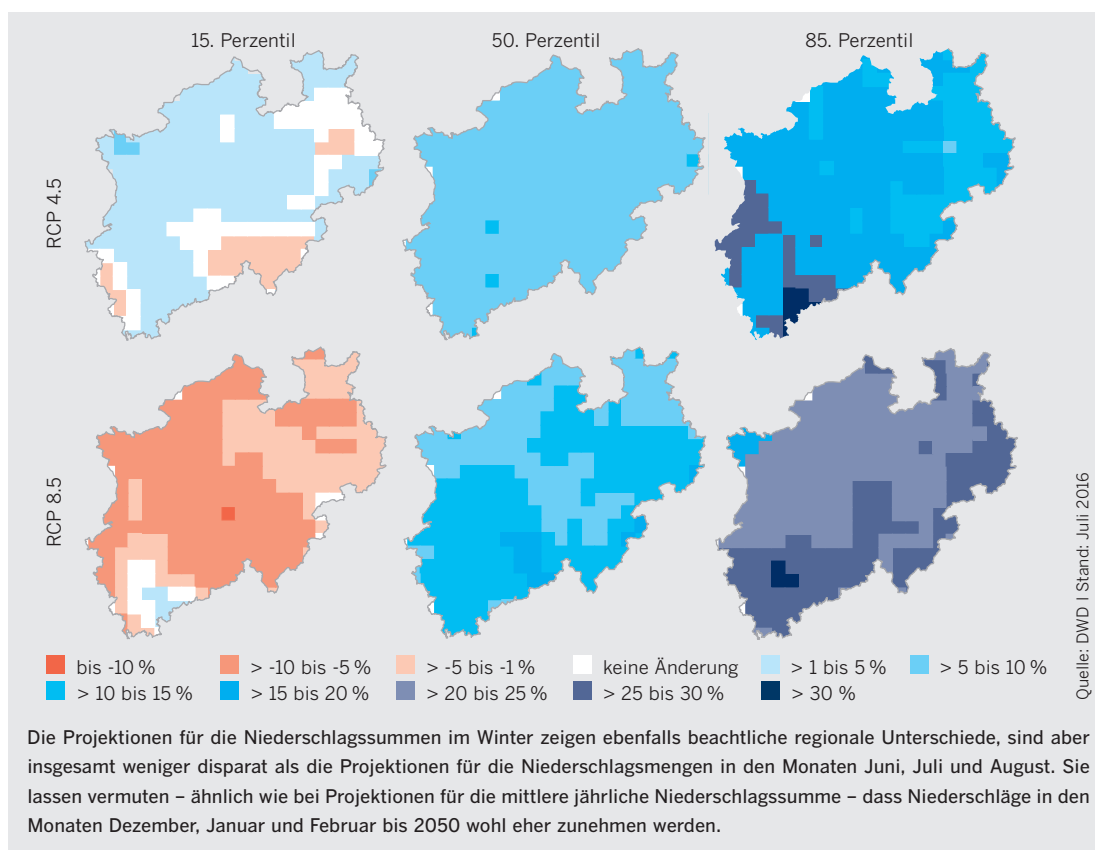 15. Perzentil
50. Perzentil
85. Perzentil
RCP 4.5
RCP 8.5
Quelle: DWD | Stand: Juli 2016
bis -10 %
> -10 bis -5 %
> -5 bis -1 %
keine Änderung
> 1 bis 5 %
> 5 bis 10 %
> 10 bis 15 %
> 15 bis 20 %
> 20 bis 25 %
> 25 bis 30 %
> 30 %
Die Projektionen für die Niederschlagssummen im Winter zeigen ebenfalls beachtliche regionale Unterschiede, sind aber
insgesamt weniger disparat als die Projektionen für die Niederschlagsmengen in den Monaten Juni, Juli und August. Sie
lassen vermuten – ähnlich wie bei Projektionen für die mittlere jährliche Niederschlagssumme – dass Niederschläge in den
Monaten Dezember, Januar und Februar bis 2050 wohl eher zunehmen werden.